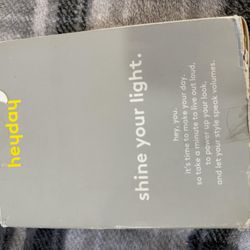 heyday
shine your light.
hey, you.
it's time to make your day.
so take a minute to live out loud,
to power up your look,
and let your style speak volumes.